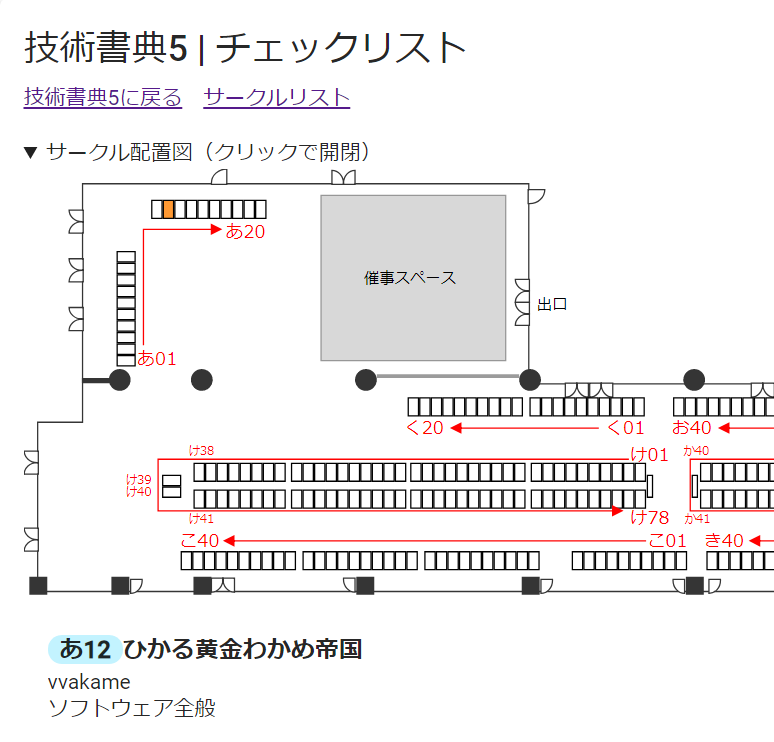 技術書典5 | チェックリスト
技術書典5に戻る サークルリスト
▼ サークル配置図（クリックで開閉）
あ20
催事スペース
出口
あ01
く20 く01 お40
け38 け01 か40
け39
け40
け41 け78 か41
こ40 こ01 き40
あ12 ひかる黄金わかめ帝国
vvakame
ソフトウェア全般